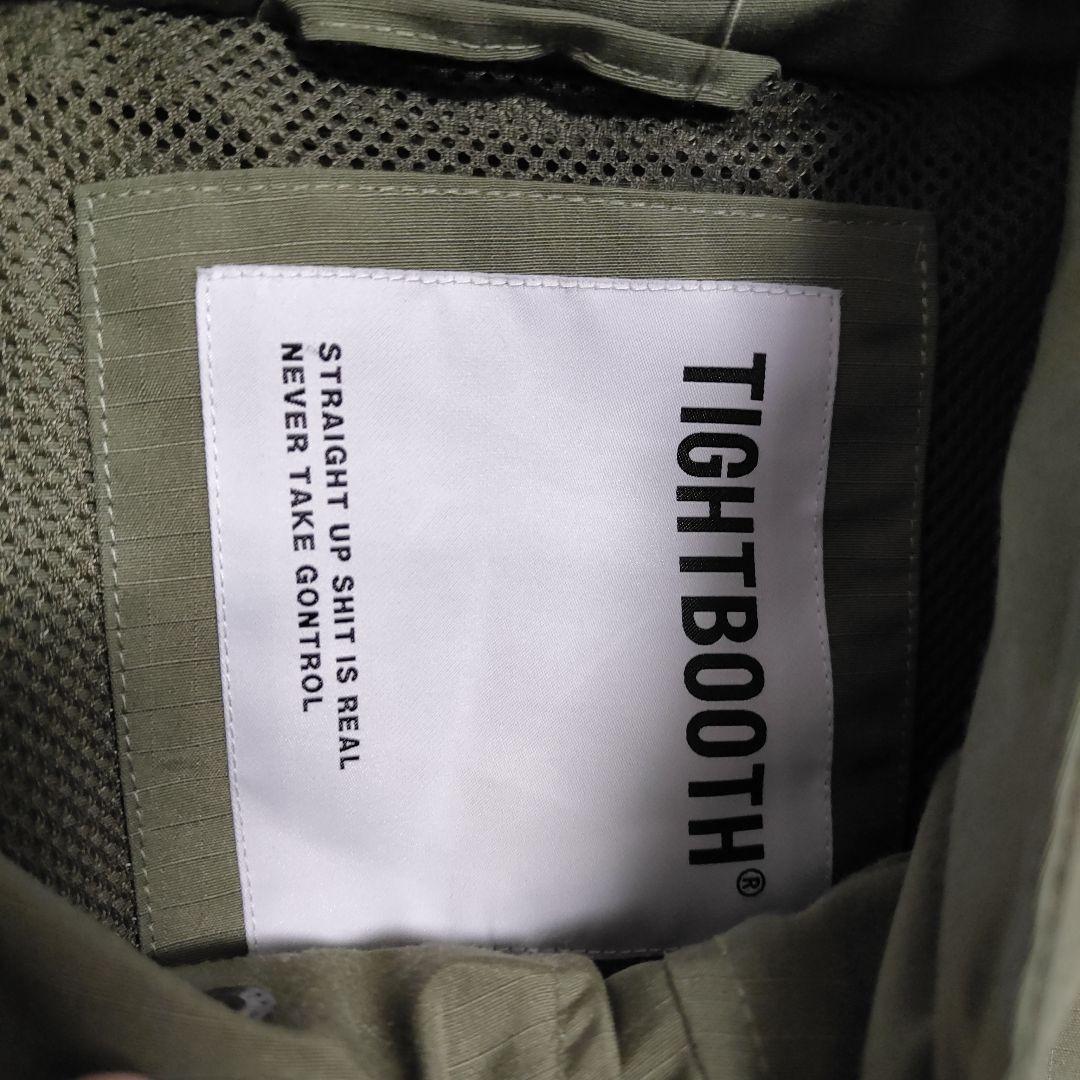 TIGHTBOOTH®
STRAIGHT UP SHIT IS REAL
NEVER TAKE GONTROL